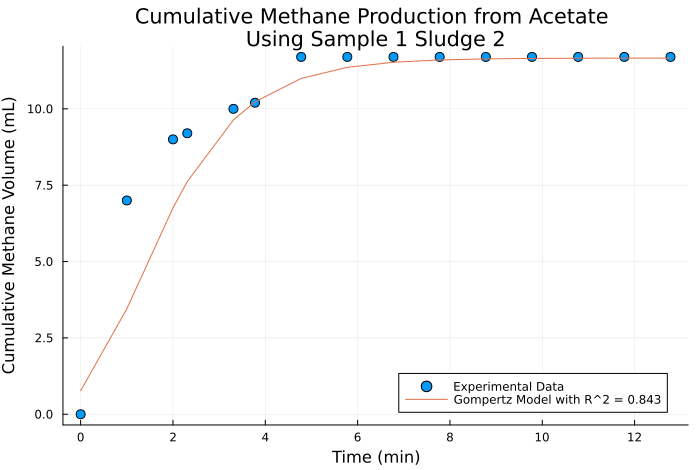 Cumulative Methane Production from Acetate
Using Sample 1 Sludge 2
Cumulative Methane Volume (mL)
10.0
7.5
5.0
2.5
0.0
0
2
4
6
8
10
12
Time (min)
Experimental Data
Gompertz Model with R^2 = 0.843